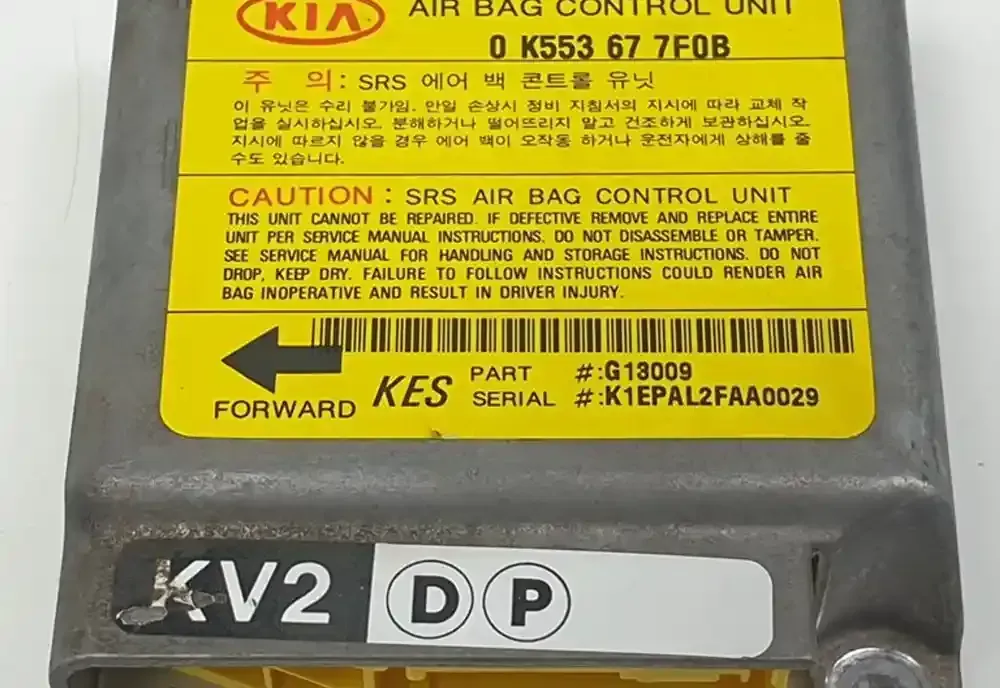 KIA AIR BAG CONTROL UNIT
0 K553 67 7F0B
주 의: SRS 에어 백 콘트롤 유닛
이 유닛은 수리 불가임. 만일 손상시 정비 지침서의 지시에 따라 교체 작
업을 실시하십시오. 분해하거나 떨어뜨리지 말고 건조하게 보관하십시오.
지시에 따르지 않을 경우 에어 백이 오작동 하거나 운전자에게 상해를 줄
수도 있습니다.
CAUTION : SRS AIR BAG CONTROL UNIT
THIS UNIT CANNOT BE REPAIRED. IF DEFECTIVE REMOVE AND REPLACE ENTIRE
UNIT PER SERVICE MANUAL INSTRUCTIONS. DO NOT DISASSEMBLE OR TAMPER.
SEE SERVICE MANUAL FOR HANDLING AND STORAGE INSTRUCTIONS. DO NOT
DROP, KEEP DRY. FAILURE TO FOLLOW INSTRUCTIONS COULD RENDER AIR
BAG INOPERATIVE AND RESULT IN DRIVER INJURY.
FORWARD
KES
PART #:G13009
SERIAL #:K1EPAL2FAA0029
KV2 D P